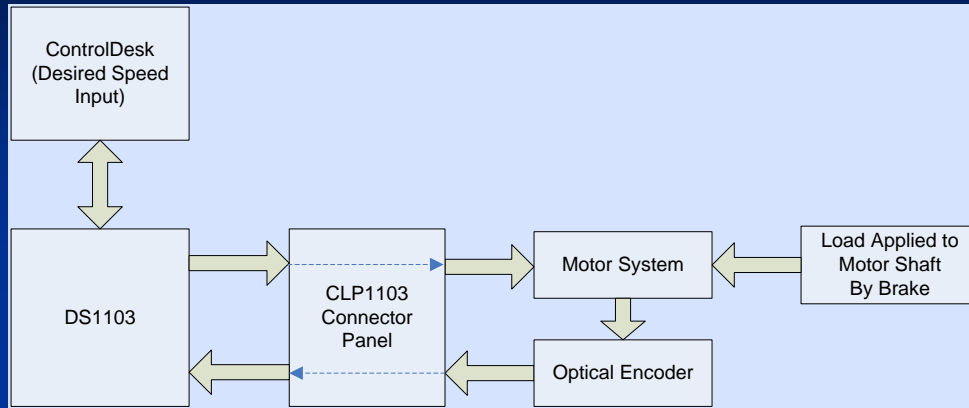 ControlDesk
(Desired Speed
Input)
DS1103
CLP1103
Connector
Panel
Motor System
Optical Encoder
Load Applied to
Motor Shaft
By Brake